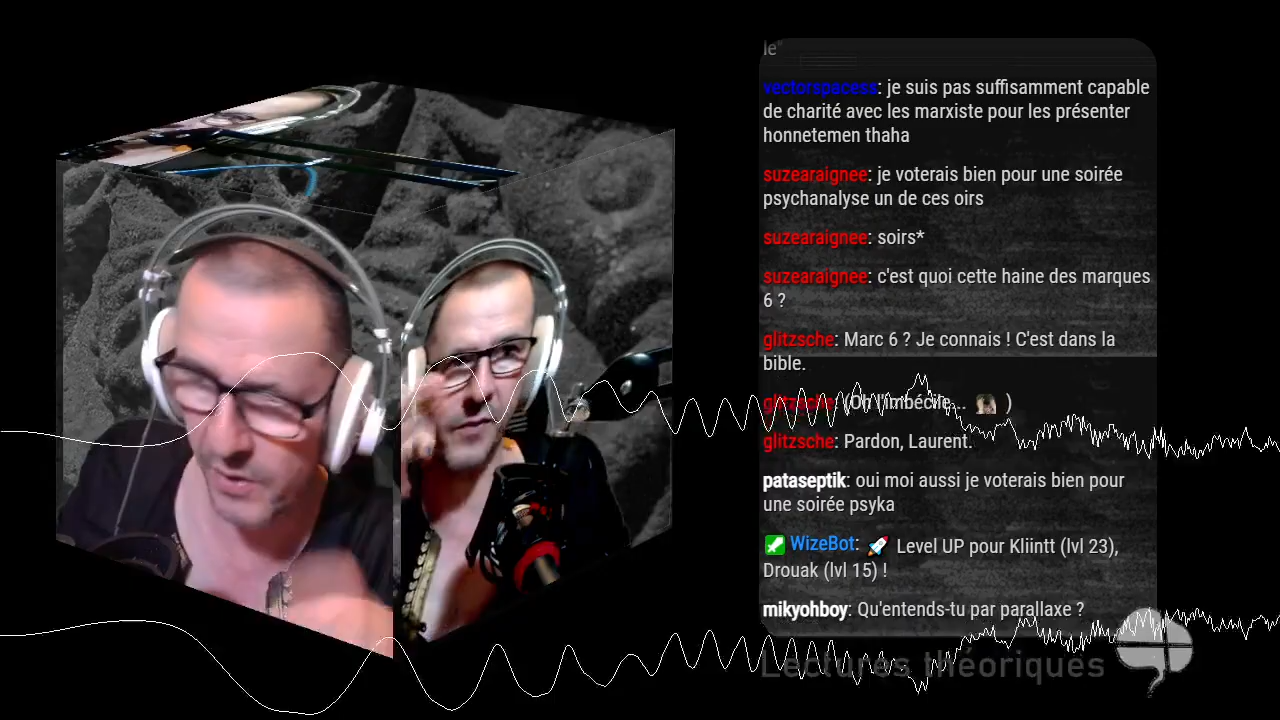 le"
vectorspacess: je suis pas suffisamment capable
de charité avec les marxiste pour les présenter
honnetemen thaha
suzearaignee: je voterais bien pour une soirée
psychanalyse un de ces oirs
suzearaignee: soirs*
suzearaignee: c'est quoi cette haine des marques
6 ?
glitzsche: Marc 6 ? Je connais ! C'est dans la
bible.
glitzsche: (Oh l'imbécile... )
glitzsche: Pardon, Laurent.
pataseptik: oui moi aussi je voterais bien pour
une soirée psyka
WizeBot: Level UP pour Kliintt (lvl 23),
Drouak (lvl 15) !
mikyohboy: Qu'entends-tu par parallaxe ?
Lectures théoriques